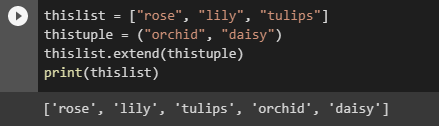 thislist = ["rose", "lily", "tulips"]
thistuple = ("orchid", "daisy")
thislist.extend(thistuple)
print(thislist)
['rose', 'lily', 'tulips', 'orchid', 'daisy']